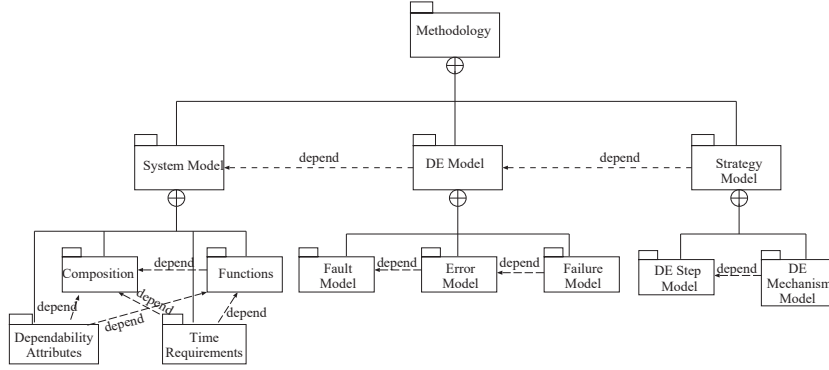 Methodology
System Model
depend
DE Model
depend
Strategy
Model
Composition
depend
Functions
Fault
Model
depend
Error
Model
depend
Failure
Model
DE Step
Model
depend
DE
Mechanism
Model
depend
depend
depend
depend
Dependability
Attributes
Time
Requirements